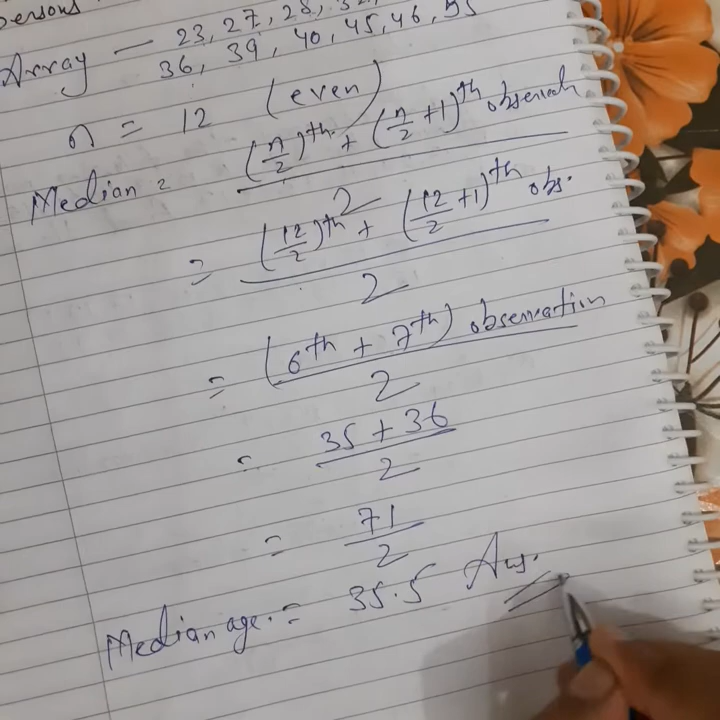 persons
Array — 23, 27, 28,
36, 39, 40, 45, 46, 55
n = 12 (even)
Median = (n/2)th + (n/2 + 1)th
2
= (12/2)th + (12/2 + 1)th obs.
2
= (6th + 7th) observation
2
= 35 + 36
2
= 71
2
Median age. = 35.5 Ans.